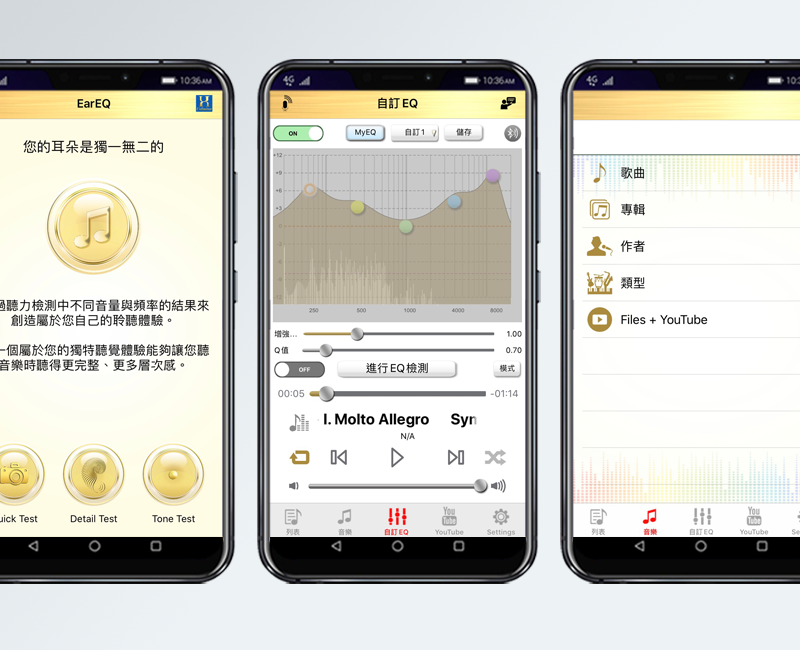 10:36AM
EarEQ
您的耳朵是獨一無二的
過聽力檢測中不同音量與頻率的結果來
創造屬於您自己的聆聽體驗。
一個屬於您的獨特聽覺體驗能夠讓您聽
音樂時聽得更完整、更多層次感。
uick Test
Detail Test
Tone Test
4G
10:36AM
自訂 EQ
ON
MyEQ
自訂 1
儲存
+12
+9
+6
+3
250
500
1000
4000
8000
增強...
1.00
Q值
0.70
OFF
進行EQ檢測
模式
00:05
-01:14
I. Molto Allegro
Syn
N/A
列表
音樂
自訂 EQ
You
Tube
YouTube
Settings
4G
10:3
歌曲
專輯
作者
類型
Files + YouTube
列表
音樂
自訂 EQ
You
Tube
YouTube
Se